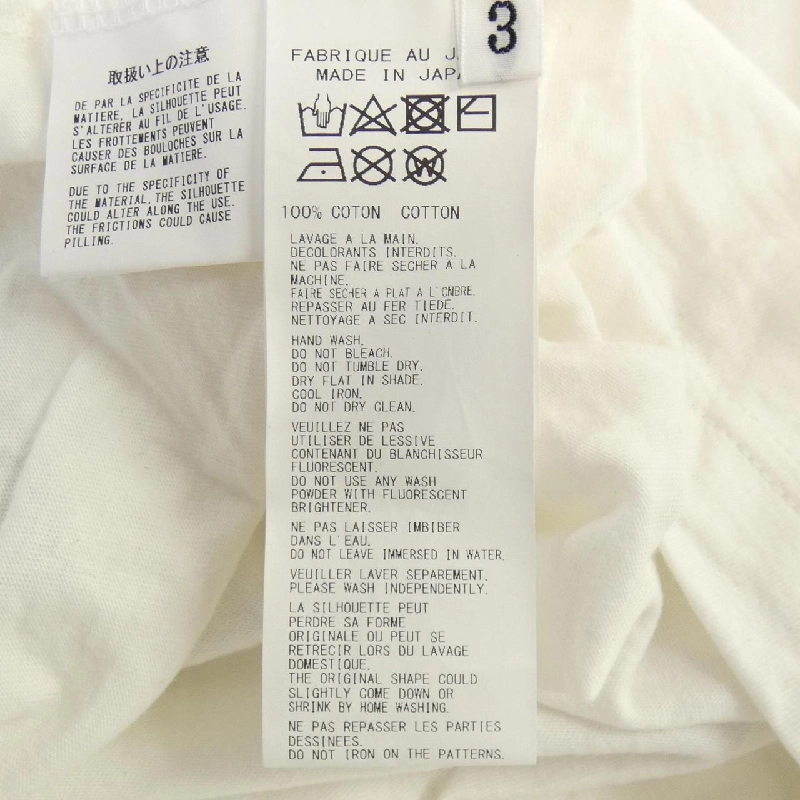 取扱い上の注意
DE PAR LA SPECIFICITE DE LA
MATIERE, LA SILHOUETTE PEUT
S'ALTERER AU FIL DE L'USAGE.
LES FROTTEMENTS PEUVENT
CAUSER DES BOULOCHES SUR LA
SURFACE DE LA MATIERE.
DUE TO THE SPECIFICITY OF
THE MATERIAL, THE SILHOUETTE
COULD ALTER ALONG THE USE.
THE FRICTIONS COULD CAUSE
PILLING.
3
FABRIQUE AU
MADE IN
W
100% COTON COTTON
LAVAGE A LA MAIN.
DECOLORANTS INTERDITS.
NE PAS FAIRE SECHER A LA
MACHINE.
FAIRE SECHER A PLAT A L'OMBRE.
REPASSER AU FER TIEDE.
NETTOYAGE A SEC INTERDIT.
HAND WASH.
DO NOT BLEACH.
DO NOT TUMBLE DRY.
DRY FLAT IN SHADE.
COOL IRON.
DO NOT DRY CLEAN.
VEUILLEZ NE PAS
UTILISER DE LESSIVE
CONTENANT DU BLANCHISSEUR
FLUORESCENT.
DO NOT USE ANY WASH
POWDER WITH FLUORESCENT
BRIGHTENER.
NE PAS LAISSER IMBIBER
DANS L'EAU.
DO NOT LEAVE IMMERSED IN WATER.
VEUILLER LAVER SEPAREMENT.
PLEASE WASH INDEPENDENTLY.
LA SILHOUETTE PEUT
PERDRE SA FORME
ORIGINALE OU PEUT SE
RETRECIR LORS DU LAVAGE
DOMESTIQUE.
THE ORIGINAL SHAPE COULD
SLIGHTLY COME DOWN OR
SHRINK BY HOME WASHING.
NE PAS REPASSER LES PARTIES
DESSINEES.
DO NOT IRON ON THE PATTERNS.